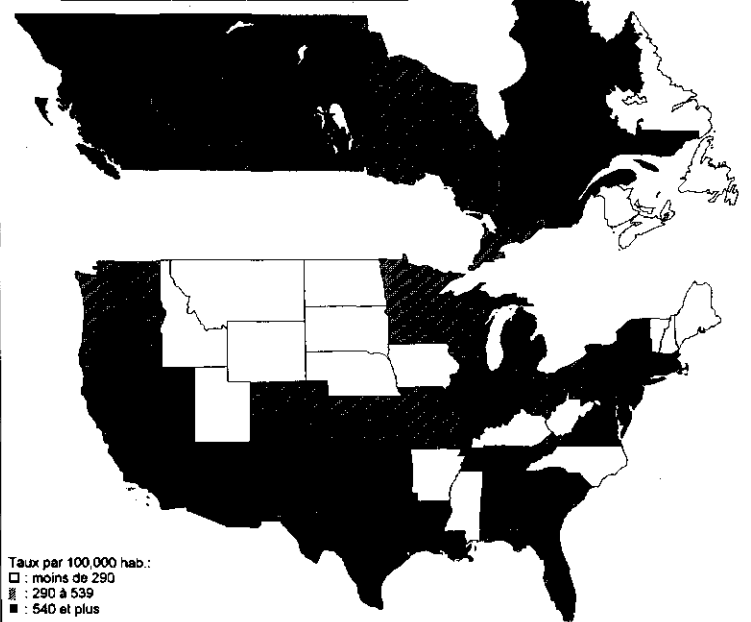 Taux par 100,000 hab.:
: moins de 290
: 290 à 539
: 540 et plus